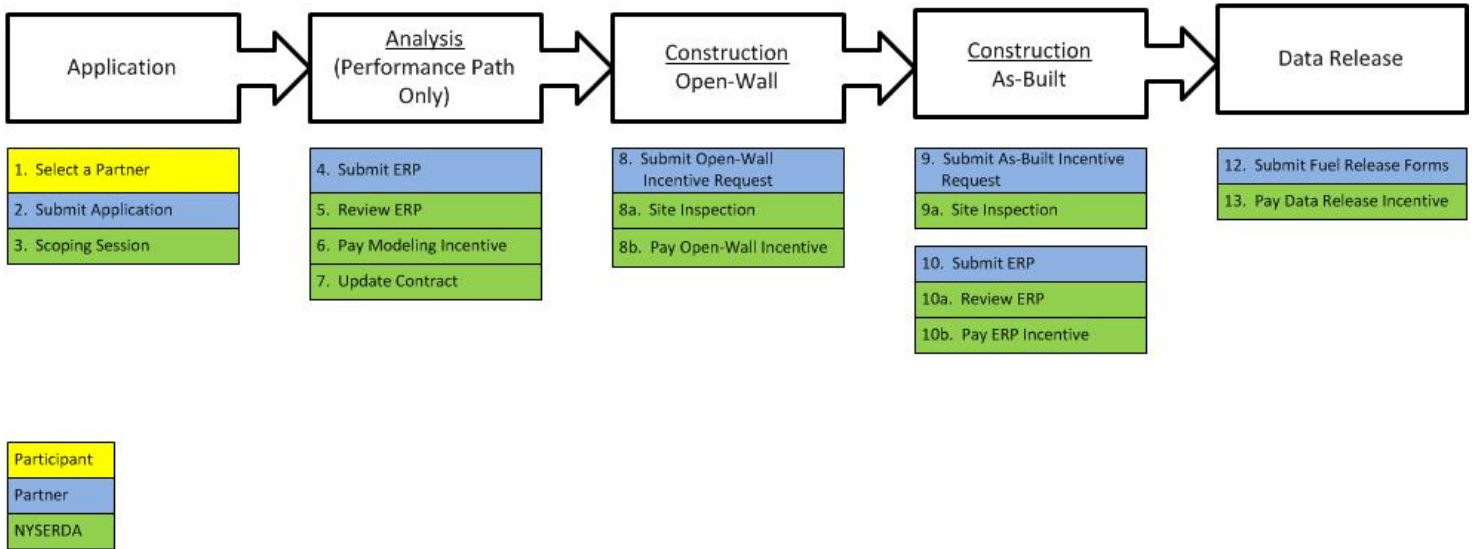 Application
Analysis
(Performance Path
Only)
Construction
Open-Wall
Construction
As-Built
Data Release
1. Select a Partner
2. Submit Application
3. Scoping Session
4. Submit ERP
5. Review ERP
6. Pay Modeling Incentive
7. Update Contract
8. Submit Open-Wall
Incentive Request
8a. Site Inspection
8b. Pay Open-Wall Incentive
9. Submit As-Built Incentive
Request
9a. Site Inspection
10. Submit ERP
10a. Review ERP
10b. Pay ERP Incentive
12. Submit Fuel Release Forms
13. Pay Data Release Incentive
Participant
Partner
NYSERDA